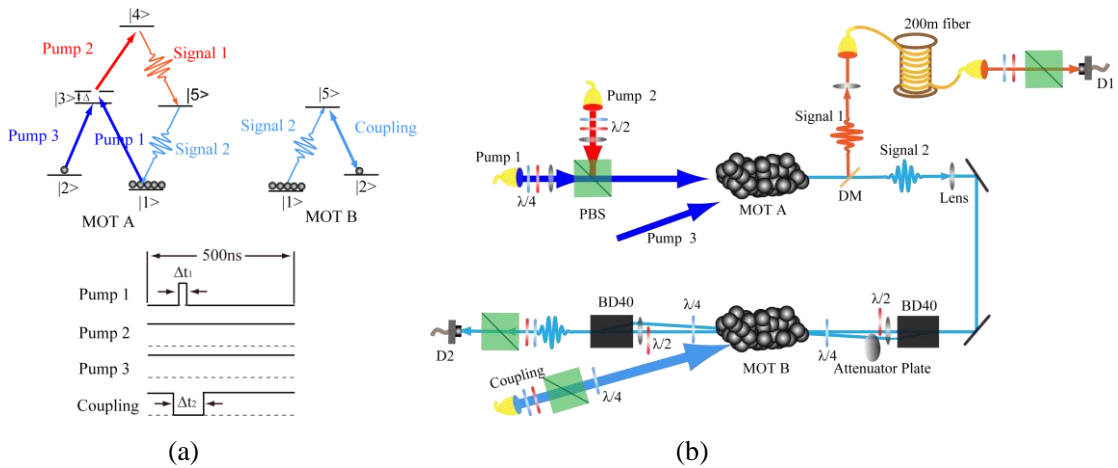 |4>
Pump 2
Signal 1
|3>
Δ
|5>
|5>
Pump 3
Pump 1
Signal 2
Signal 2
Coupling
|2>
|1>
|1>
|2>
MOT A
MOT B
500ns
Δt1
Pump 1
Pump 2
Pump 3
Coupling
Δt2
(a)
200m fiber
D1
Pump 2
λ/2
Signal 1
Pump 1
Signal 2
λ/4
PBS
MOT A
DM
Lens
Pump 3
BD40
λ/4
λ/2
BD40
D2
λ/2
MOT B
λ/4
Attenuator Plate
Coupling
λ/4
(b)